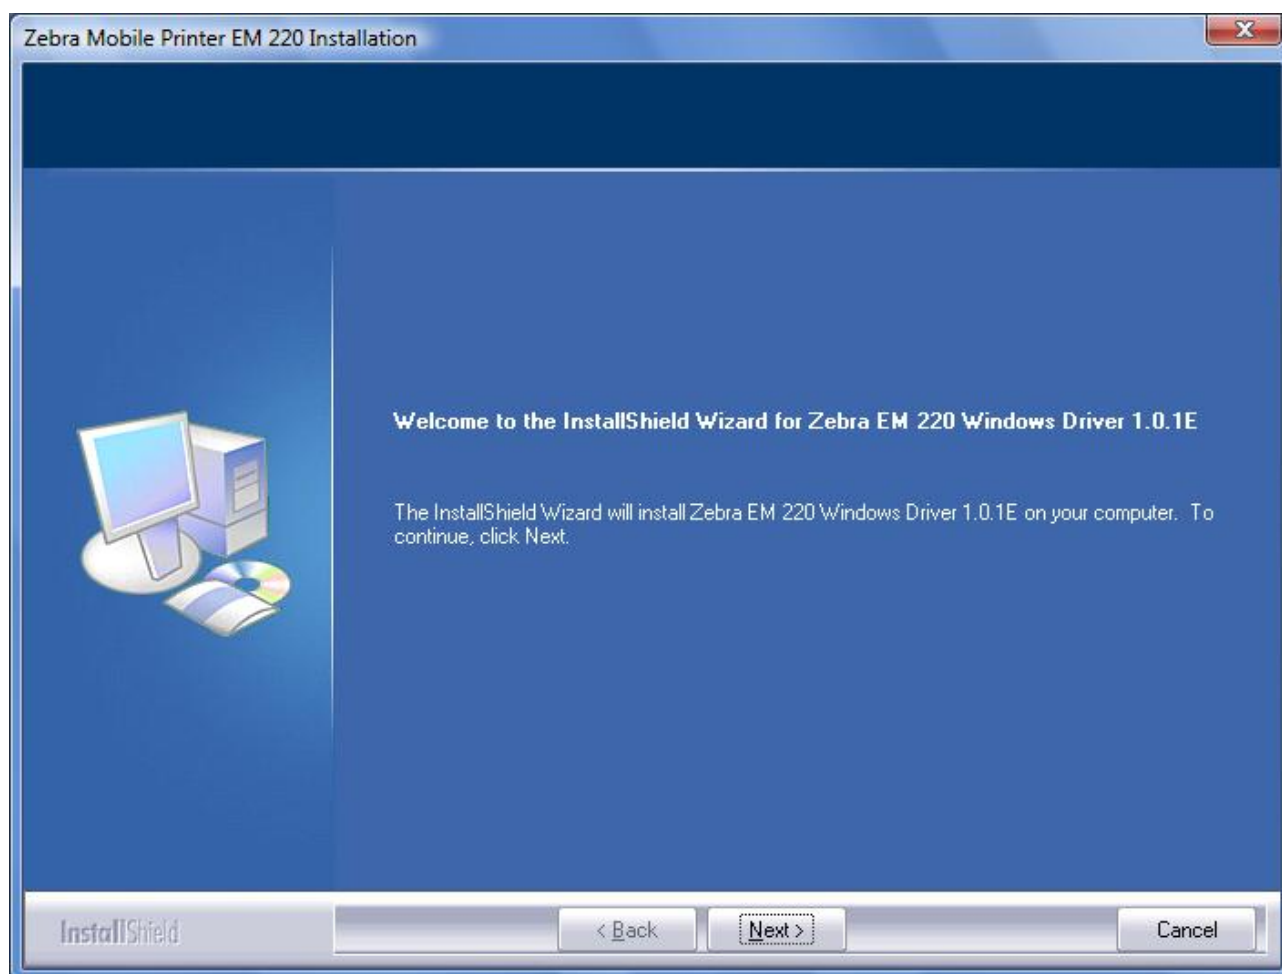 Zebra Mobile Printer EM 220 Installation
Welcome to the InstallShield Wizard for Zebra EM 220 Windows Driver 1.0.1E
The InstallShield Wizard will install Zebra EM 220 Windows Driver 1.0.1E on your computer. To
continue, click Next.
InstallShield
< Back
Next >
Cancel